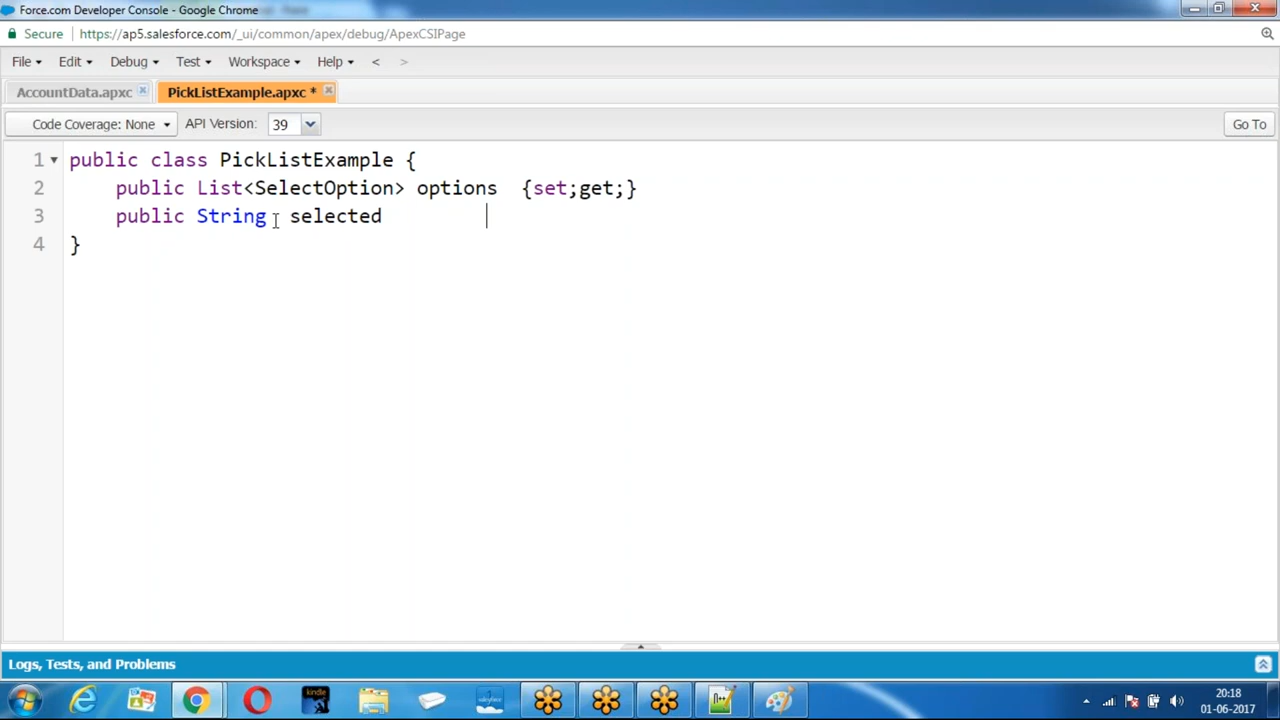 Force.com Developer Console - Google Chrome
Secure https://ap5.salesforce.com/_ui/common/apex/debug/ApexCSIPage
File Edit Debug Test Workspace Help < >
AccountData.apxc PickListExample.apxc *
Code Coverage: None API Version: 39 Go To
1 public class PickListExample {
2 public List<SelectOption> options {set;get;}
3 public String selected
4 }
Logs, Tests, and Problems
kindle
20:18
01-06-2017